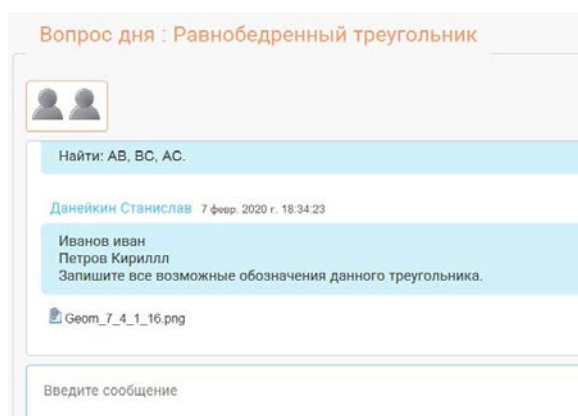 Вопрос дня : Равнобедренный треугольник
Найти: АВ, ВС, АС.
Данейкин Станислав 7 февр. 2020 г. 18:34:23
Иванов иван
Петров Кириллл
Запишите все возможные обозначения данного треугольника.
Geom_7_4_1_16.png
Введите сообщение